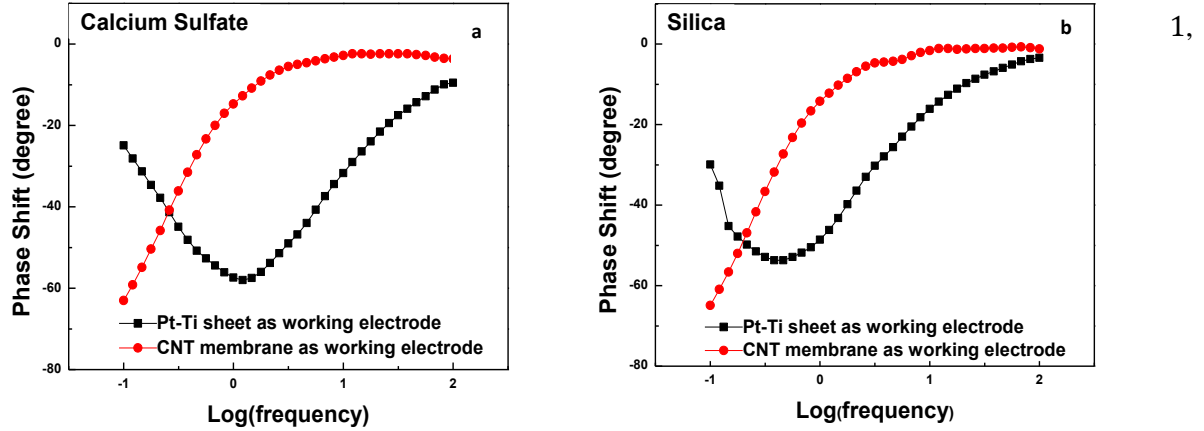 Calcium Sulfate
a
0
-20
-40
-60
-80
Phase Shift (degree)
Pt-Ti sheet as working electrode
CNT membrane as working electrode
-1 0 1 2
Log(frequency)
Silica
b
0
-20
-40
-60
-80
Phase Shift (degree)
Pt-Ti sheet as working electrode
CNT membrane as working electrode
-1 0 1 2
Log(frequency)
1,